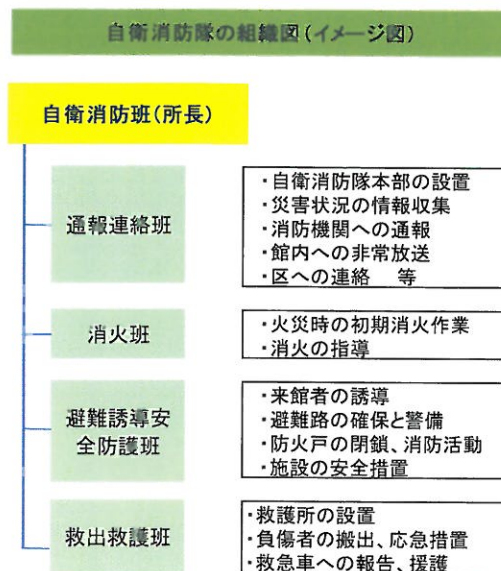 自衛消防隊の組織図(イメージ図)
自衛消防班(所長)
通報連絡班
・自衛消防隊本部の設置
・災害状況の情報収集
・消防機関への通報
・館内への非常放送
・区への連絡 等
消火班
・火災時の初期消火作業
・消火の指導
避難誘導安
全防護班
・来館者の誘導
・避難路の確保と警備
・防火戸の閉鎖、消防活動
・施設の安全措置
救出救護班
・救護所の設置
・負傷者の搬出、応急措置
・救急車への報告、援護